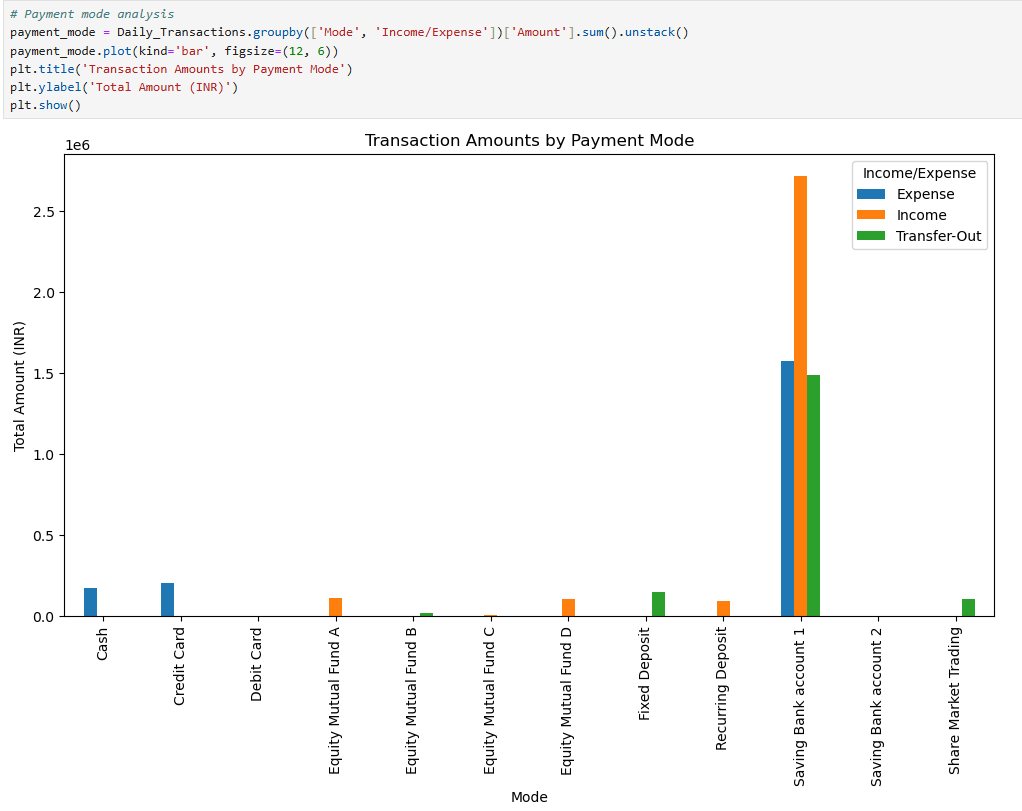 # Payment mode analysis
payment_mode = Daily_Transactions.groupby(['Mode', 'Income/Expense'])['Amount'].sum().unstack()
payment_mode.plot(kind='bar', figsize=(12, 6))
plt.title('Transaction Amounts by Payment Mode')
plt.ylabel('Total Amount (INR)')
plt.show()
Transaction Amounts by Payment Mode
1e6
Income/Expense
Expense
Income
Transfer-Out
2.5
2.0
1.5
1.0
0.5
0.0
Total Amount (INR)
Cash
Credit Card
Debit Card
Equity Mutual Fund A
Equity Mutual Fund B
Equity Mutual Fund C
Equity Mutual Fund D
Fixed Deposit
Recurring Deposit
Saving Bank account 1
Saving Bank account 2
Share Market Trading
Mode